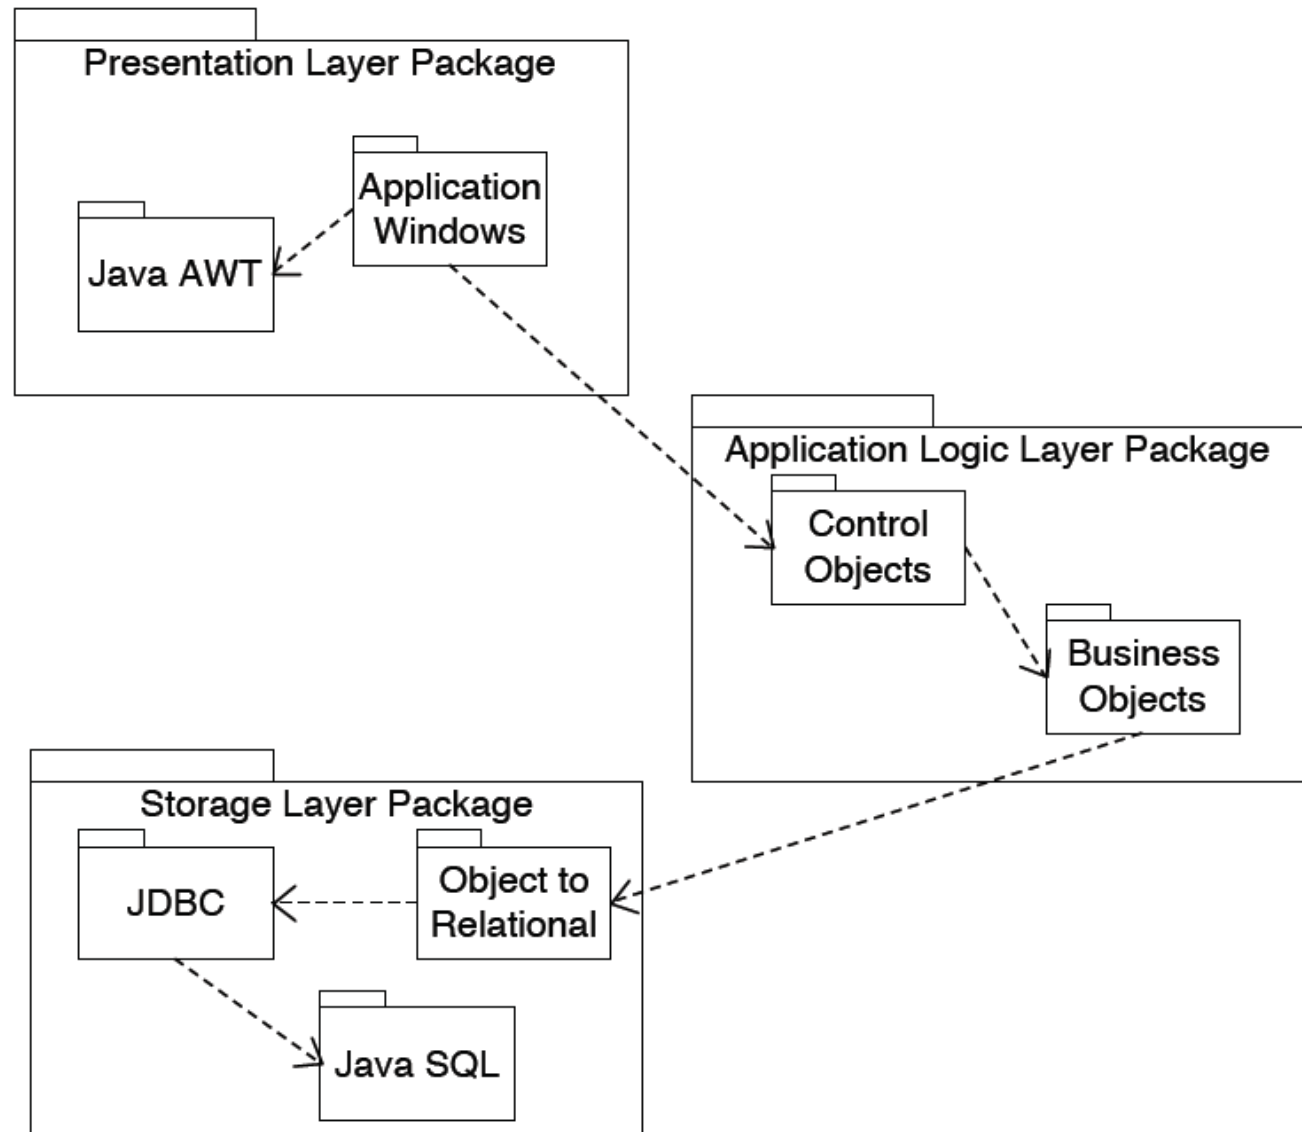 Presentation Layer Package
Application
Windows
Java AWT
Application Logic Layer Package
Control
Objects
Business
Objects
Storage Layer Package
JDBC
Object to
Relational
Java SQL